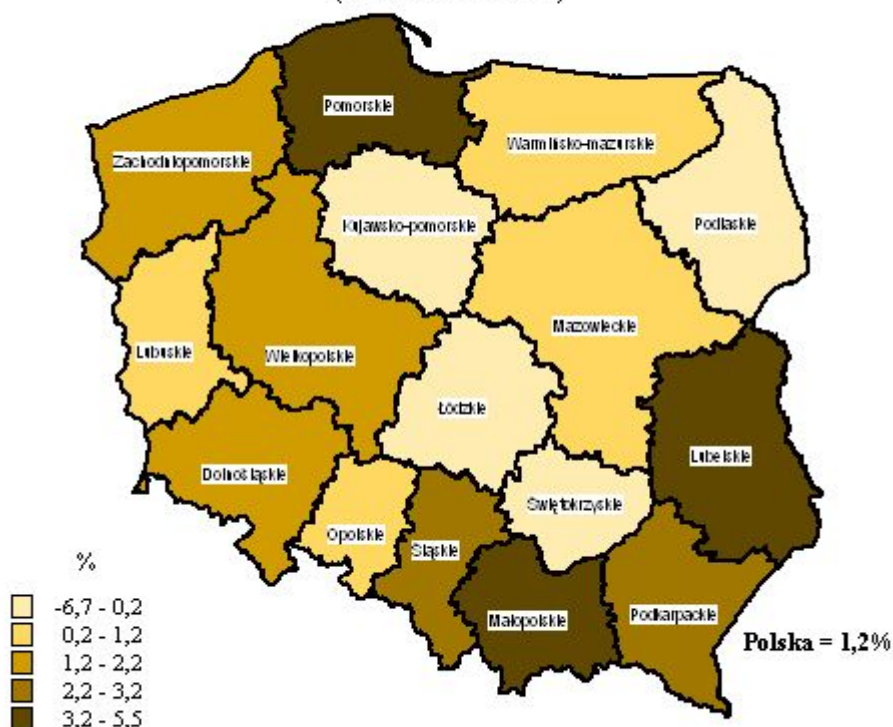 Pomorskie
Warmińsko-mazurskie
Zachodniopomorskie
Kujawsko-pomorskie
Podlaskie
Mazowieckie
Lubuskie
Wielkopolskie
Łódzkie
Lubelskie
Dolnośląskie
Świętokrzyskie
Opolskie
Śląskie
Małopolskie
Podkarpackie
%
-6,7 - 0,2
0,2 - 1,2
1,2 - 2,2
2,2 - 3,2
3,2 - 5,5
Polska = 1,2%